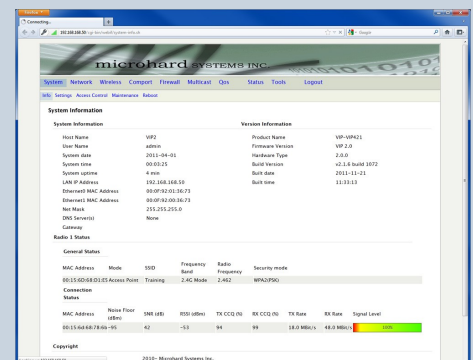 Connecting...
192.168.168.50/cgi-bin/webif/system-info.sh
Google
microhard SYSTEMS INC.
System Network Wireless Comport Firewall Multicast Qos Status Tools Logout
Info Settings Access Control Maintenance Reboot
System Information
System Information Version Information
Host Name VIP2 Product Name VIP-VIP421
User Name admin Firmware Version VIP 2.0
System date 2011-04-01 Hardware Type 2.0.0
System time 00:03:25 Build Version v2.1.6 build 1072
System uptime 4 min Built date 2011-11-21
LAN IP Address 192.168.168.50 Built time 11:33:13
Ethernet0 MAC Address 00:0F:92:01:36:73
Ethernet1 MAC Address 00:0F:92:00:36:73
Net Mask 255.255.255.0
DNS Server(s) None
Gateway
Radio 1 Status
General Status
MAC Address Mode SSID Frequency Band Radio Frequency Security mode
00:15:6D:68:D1:E5 Access Point Training 2.4G Mode 2.462 WPA2(PSK)
Connection Status
MAC Address Noise Floor (dBm) SNR (dB) RSSI (dBm) TX CCQ (%) RX CCQ (%) TX Rate RX Rate Signal Level
00:15:6d:68:78:6b -95 42 -53 94 99 18.0 MBit/s 48.0 MBit/s 100%
Copyright
2010- Microhard Systems Inc.